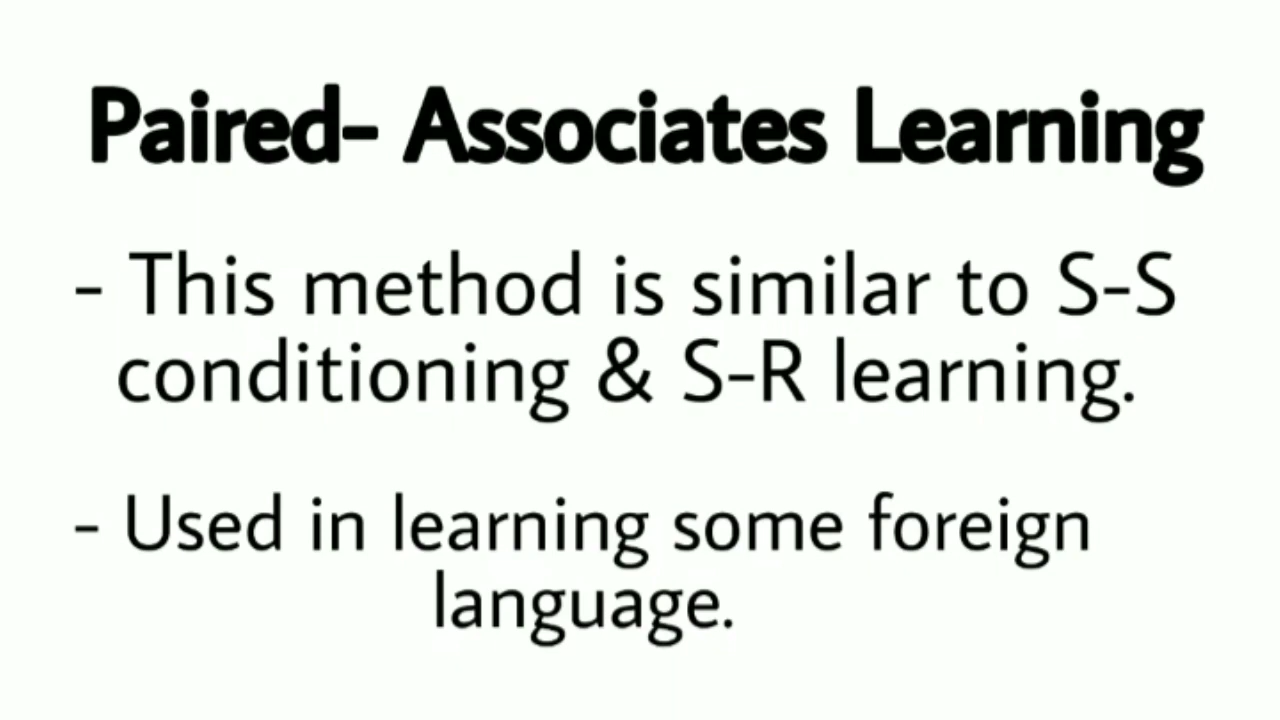 Paired- Associates Learning
- This method is similar to S-S
conditioning & S-R learning.
- Used in learning some foreign
language.